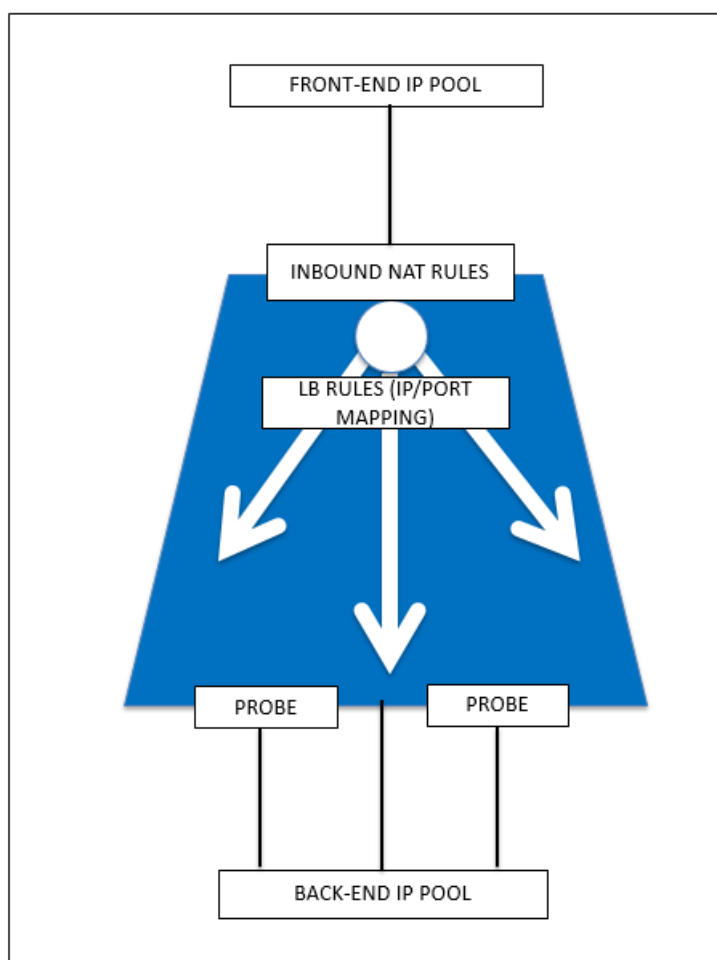 FRONT-END IP POOL
INBOUND NAT RULES
LB RULES (IP/PORT
MAPPING)
PROBE
PROBE
BACK-END IP POOL